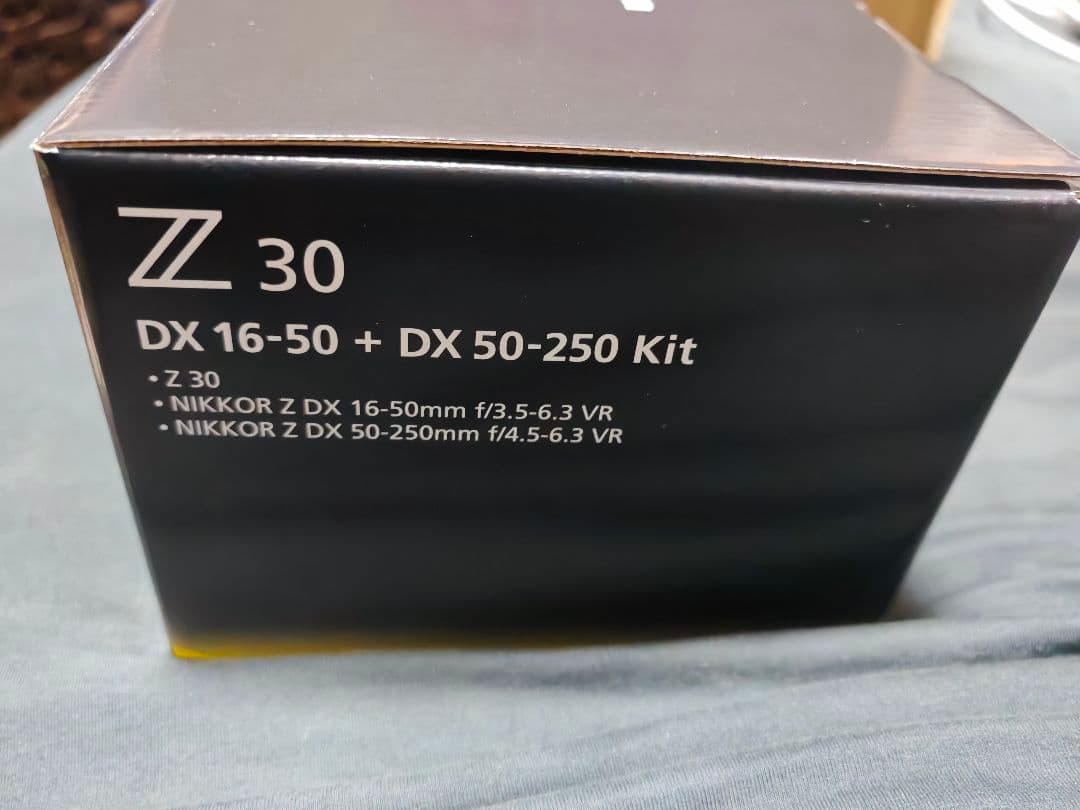 Z 30
DX 16-50 + DX 50-250 Kit
• Z 30
• NIKKOR Z DX 16-50mm f/3.5-6.3 VR
• NIKKOR Z DX 50-250mm f/4.5-6.3 VR